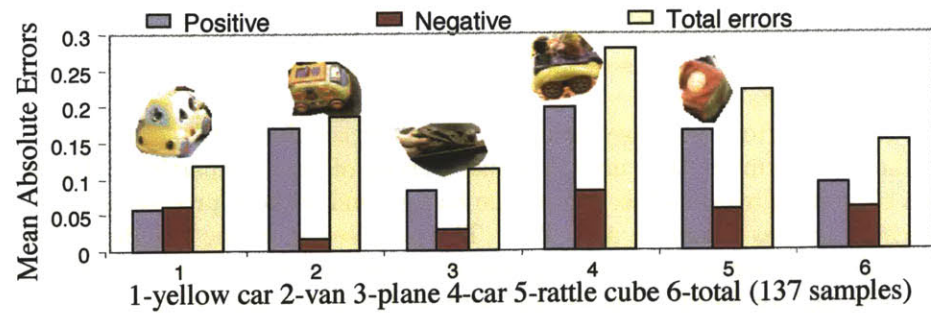 Positive Negative Total errors
Mean Absolute Errors
0.3
0.25
0.2
0.15
0.1
0.05
0
1 2 3 4 5 6
1-yellow car 2-van 3-plane 4-car 5-rattle cube 6-total (137 samples)